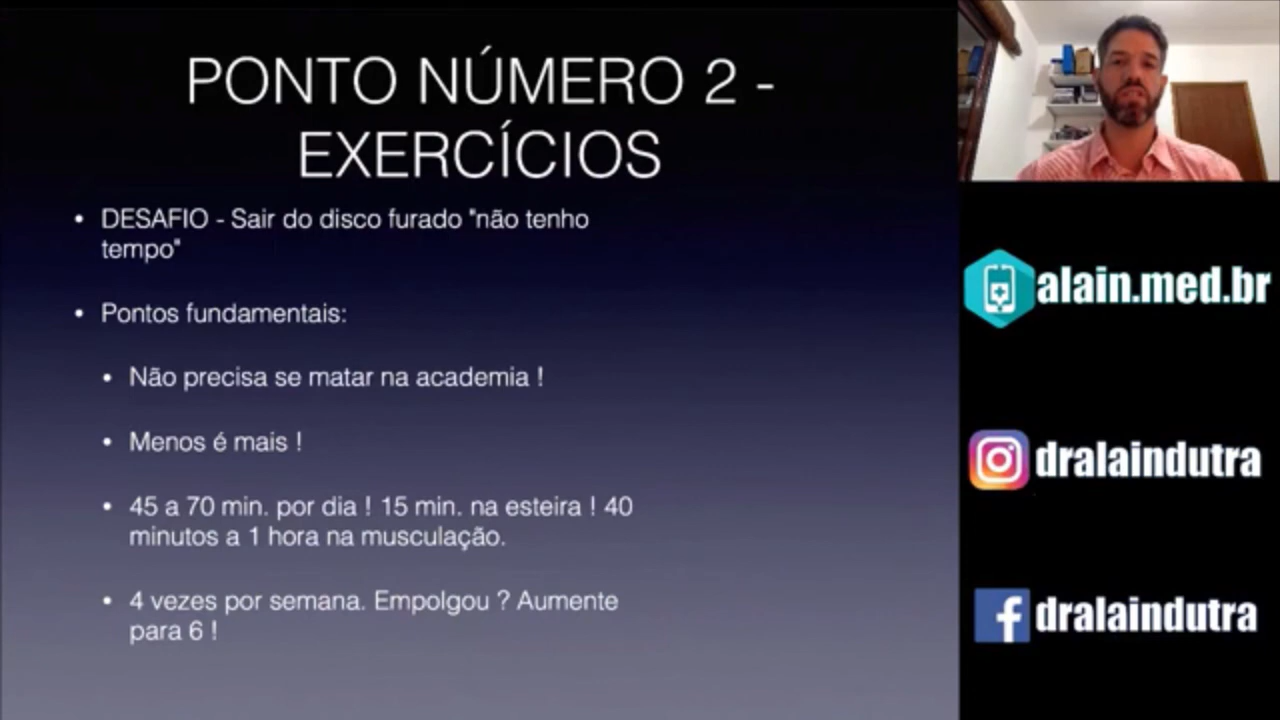 PONTO NÚMERO 2 -
EXERCÍCIOS
• DESAFIO - Sair do disco furado "não tenho
tempo"
• Pontos fundamentais:
• Não precisa se matar na academia !
• Menos é mais !
• 45 a 70 min. por dia ! 15 min. na esteira ! 40
minutos a 1 hora na musculação.
• 4 vezes por semana. Empolgou ? Aumente
para 6 !
alain.med.br
dralaindutra
dralaindutra